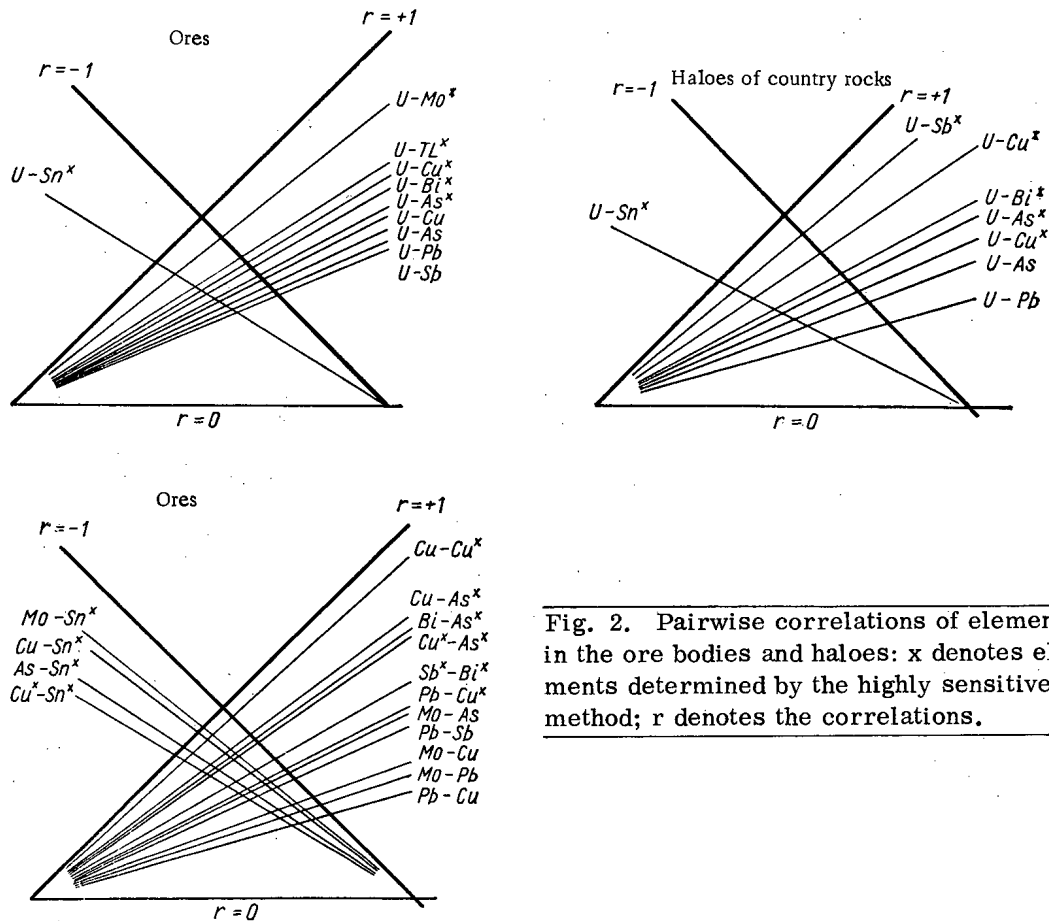 Ores
r = +1
r = -1
U-Mo*
U-TL^x
U-Cu^x
U-Bi^x
U-As^x
U-Cu
U-As
U-Pb
U-Sb
U-Sn^x
r = 0
Haloes of country rocks
r = -1
r = +1
U-Sb^x
U-Cu^x
U-Sn^x
U-Bi*
U-As^x
U-Cu^x
U-As
U-Pb
r = 0
Ores
r = -1
r = +1
Cu-Cu^x
Mo-Sn^x
Cu-Sn^x
As-Sn^x
Cu^x-Sn^x
Cu-As^x
Bi-As^x
Cu^x-As^x
Sb^x-Bi^x
Pb-Cu^x
Mo-As
Pb-Sb
Mo-Cu
Mo-Pb
Pb-Cu
r = 0
Fig. 2. Pairwise correlations of elemen
in the ore bodies and haloes: x denotes el
ments determined by the highly sensitive
method; r denotes the correlations.